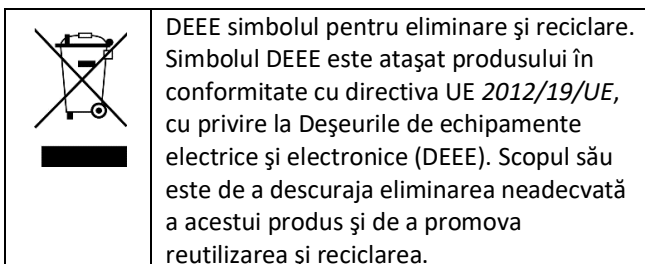 DEEE simbolul pentru eliminare şi reciclare.
Simbolul DEEE este ataşat produsului în
conformitate cu directiva UE 2012/19/UE,
cu privire la Deşeurile de echipamente
electrice şi electronice (DEEE). Scopul său
este de a descuraja eliminarea neadecvată
a acestui produs şi de a promova
reutilizarea şi reciclarea.